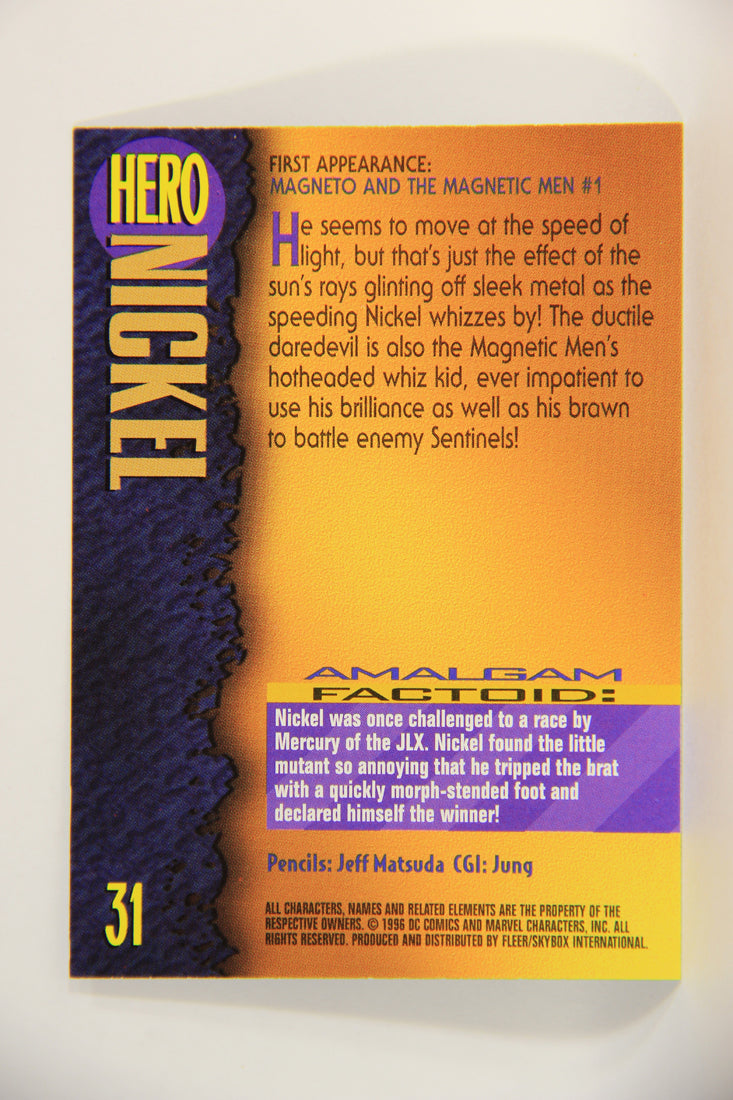 HERO
NICKEL
FIRST APPEARANCE:
MAGNETO AND THE MAGNETIC MEN #1
He seems to move at the speed of
light, but that's just the effect of the
sun's rays glinting off sleek metal as the
speeding Nickel whizzes by! The ductile
daredevil is also the Magnetic Men's
hotheaded whiz kid, ever impatient to
use his brilliance as well as his brawn
to battle enemy Sentinels!
AMALGAM
FACTOID:
Nickel was once challenged to a race by
Mercury of the JLX. Nickel found the little
mutant so annoying that he tripped the brat
with a quickly morph-stended foot and
declared himself the winner!
Pencils: Jeff Matsuda CGI: Jung
31
ALL CHARACTERS, NAMES AND RELATED ELEMENTS ARE THE PROPERTY OF THE
RESPECTIVE OWNERS. © 1996 DC COMICS AND MARVEL CHARACTERS, INC. ALL
RIGHTS RESERVED. PRODUCED AND DISTRIBUTED BY FLEER/SKYBOX INTERNATIONAL.